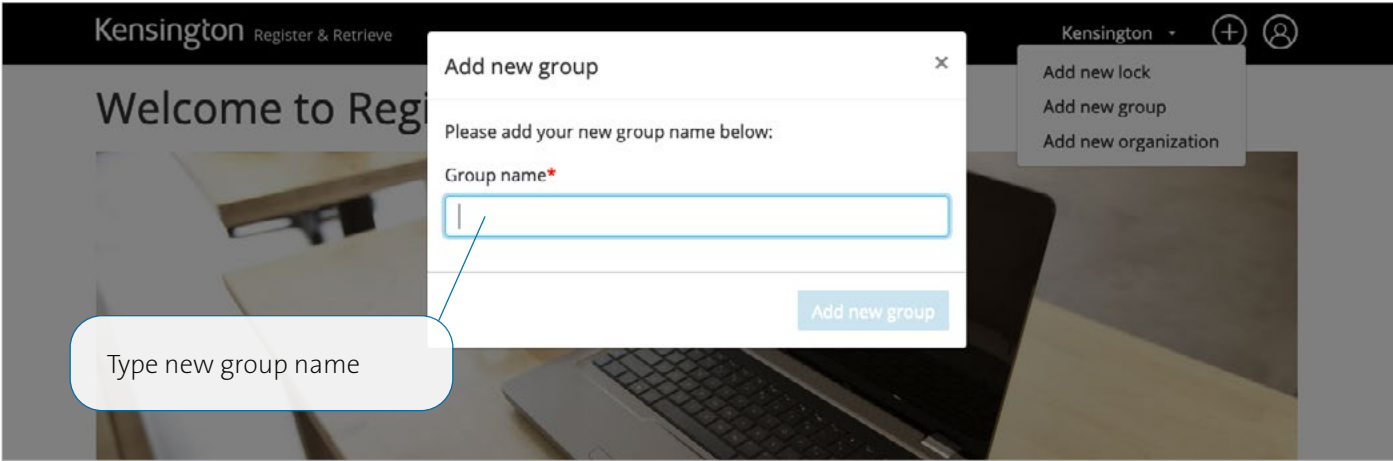 Kensington Register & Retrieve
Kensington
Add new lock
Add new group
Add new organization
Welcome to Regi
Add new group
×
Please add your new group name below:
Group name*
Add new group
Type new group name